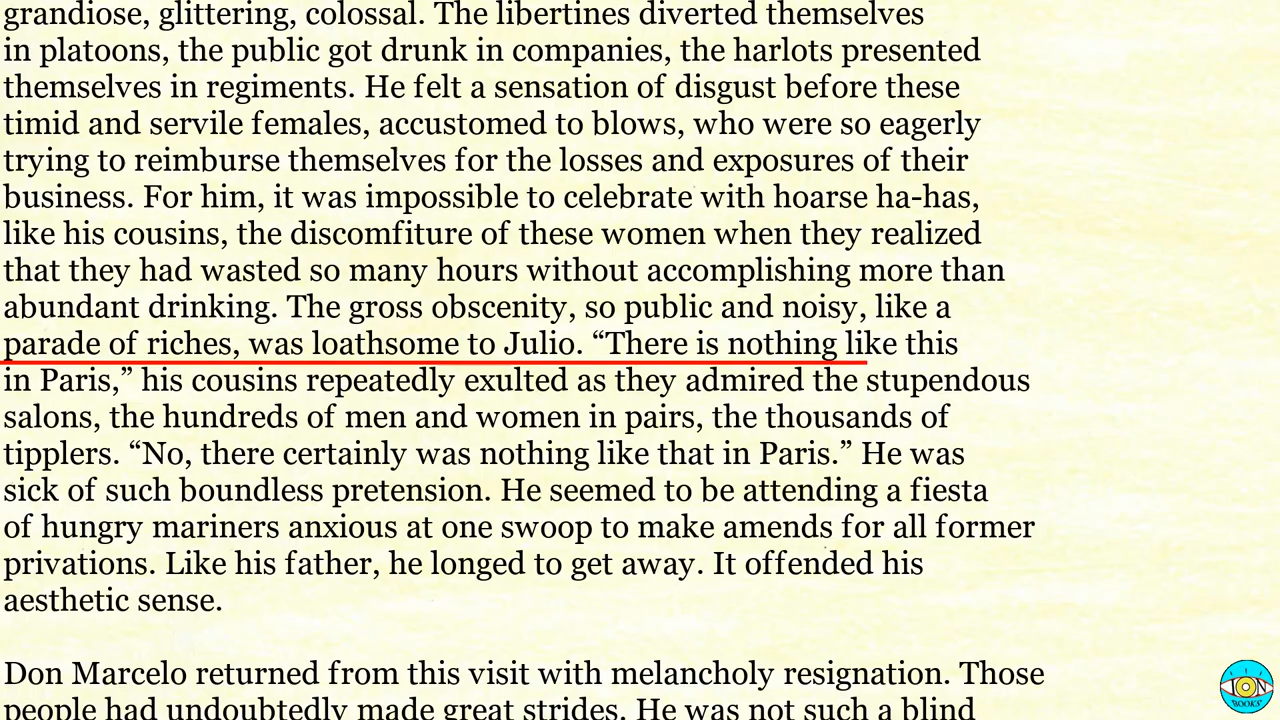 grandiose, glittering, colossal. The libertines diverted themselves
in platoons, the public got drunk in companies, the harlots presented
themselves in regiments. He felt a sensation of disgust before these
timid and servile females, accustomed to blows, who were so eagerly
trying to reimburse themselves for the losses and exposures of their
business. For him, it was impossible to celebrate with hoarse ha-has,
like his cousins, the discomfiture of these women when they realized
that they had wasted so many hours without accomplishing more than
abundant drinking. The gross obscenity, so public and noisy, like a
parade of riches, was loathsome to Julio. “There is nothing like this
in Paris,” his cousins repeatedly exulted as they admired the stupendous
salons, the hundreds of men and women in pairs, the thousands of
tipplers. “No, there certainly was nothing like that in Paris.” He was
sick of such boundless pretension. He seemed to be attending a fiesta
of hungry mariners anxious at one swoop to make amends for all former
privations. Like his father, he longed to get away. It offended his
aesthetic sense.
Don Marcelo returned from this visit with melancholy resignation. Those
people had undoubtedly made great strides. He was not such a blind
ION
BOOKS